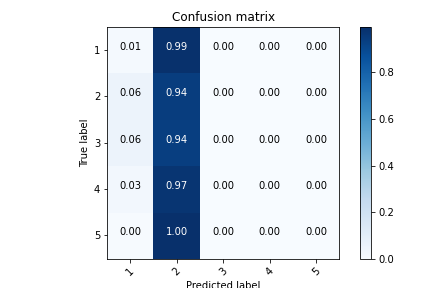 Confusion matrix
1 0.01 0.99 0.00 0.00 0.00
0.8
2 0.06 0.94 0.00 0.00 0.00
0.6
3 0.06 0.94 0.00 0.00 0.00
0.4
4 0.03 0.97 0.00 0.00 0.00
0.2
5 0.00 1.00 0.00 0.00 0.00
0.0
True label
1 2 3 4 5
Predicted label